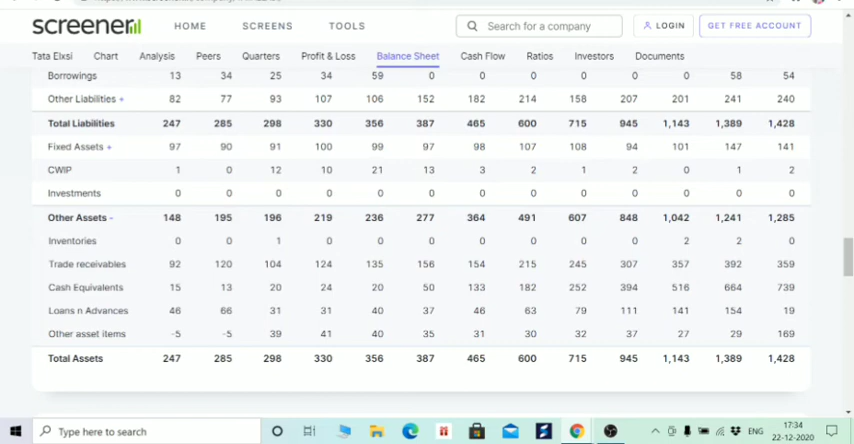 screener
HOME
SCREENS
TOOLS
Search for a company
LOGIN
GET FREE ACCOUNT
Tata Elxsi Chart Analysis Peers Quarters Profit & Loss Balance Sheet Cash Flow Ratios Investors Documents
Borrowings 13 34 25 34 59 0 0 0 0 0 0 58 54
Other Liabilities + 82 77 93 107 106 152 182 214 158 207 201 241 240
Total Liabilities 247 285 298 330 356 387 465 600 715 945 1,143 1,389 1,428
Fixed Assets + 97 90 91 100 99 97 98 107 108 94 101 147 141
CWIP 1 0 12 10 21 13 3 2 1 2 0 1 2
Investments 0 0 0 0 0 0 0 0 0 0 0 0 0
Other Assets - 148 195 196 219 236 277 364 491 607 848 1,042 1,241 1,285
Inventories 0 0 1 0 0 0 0 0 0 0 2 2 0
Trade receivables 92 120 104 124 135 156 154 215 245 307 357 392 359
Cash Equivalents 15 13 20 24 20 50 133 182 252 394 516 664 739
Loans n Advances 46 66 31 31 40 37 46 63 79 111 141 154 19
Other asset items -5 -5 39 41 40 35 31 30 32 37 27 29 169
Total Assets 247 285 298 330 356 387 465 600 715 945 1,143 1,389 1,428
Type here to search
ENG
17:34
22-12-2020